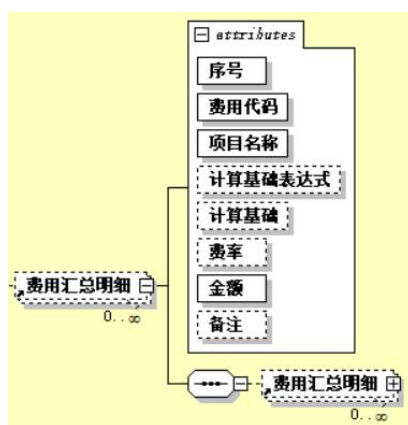 attributes
序号
费用代码
项目名称
计算基础表达式
计算基础
费率
金额
备注
费用汇总明细
0..∞
费用汇总明细
0..∞